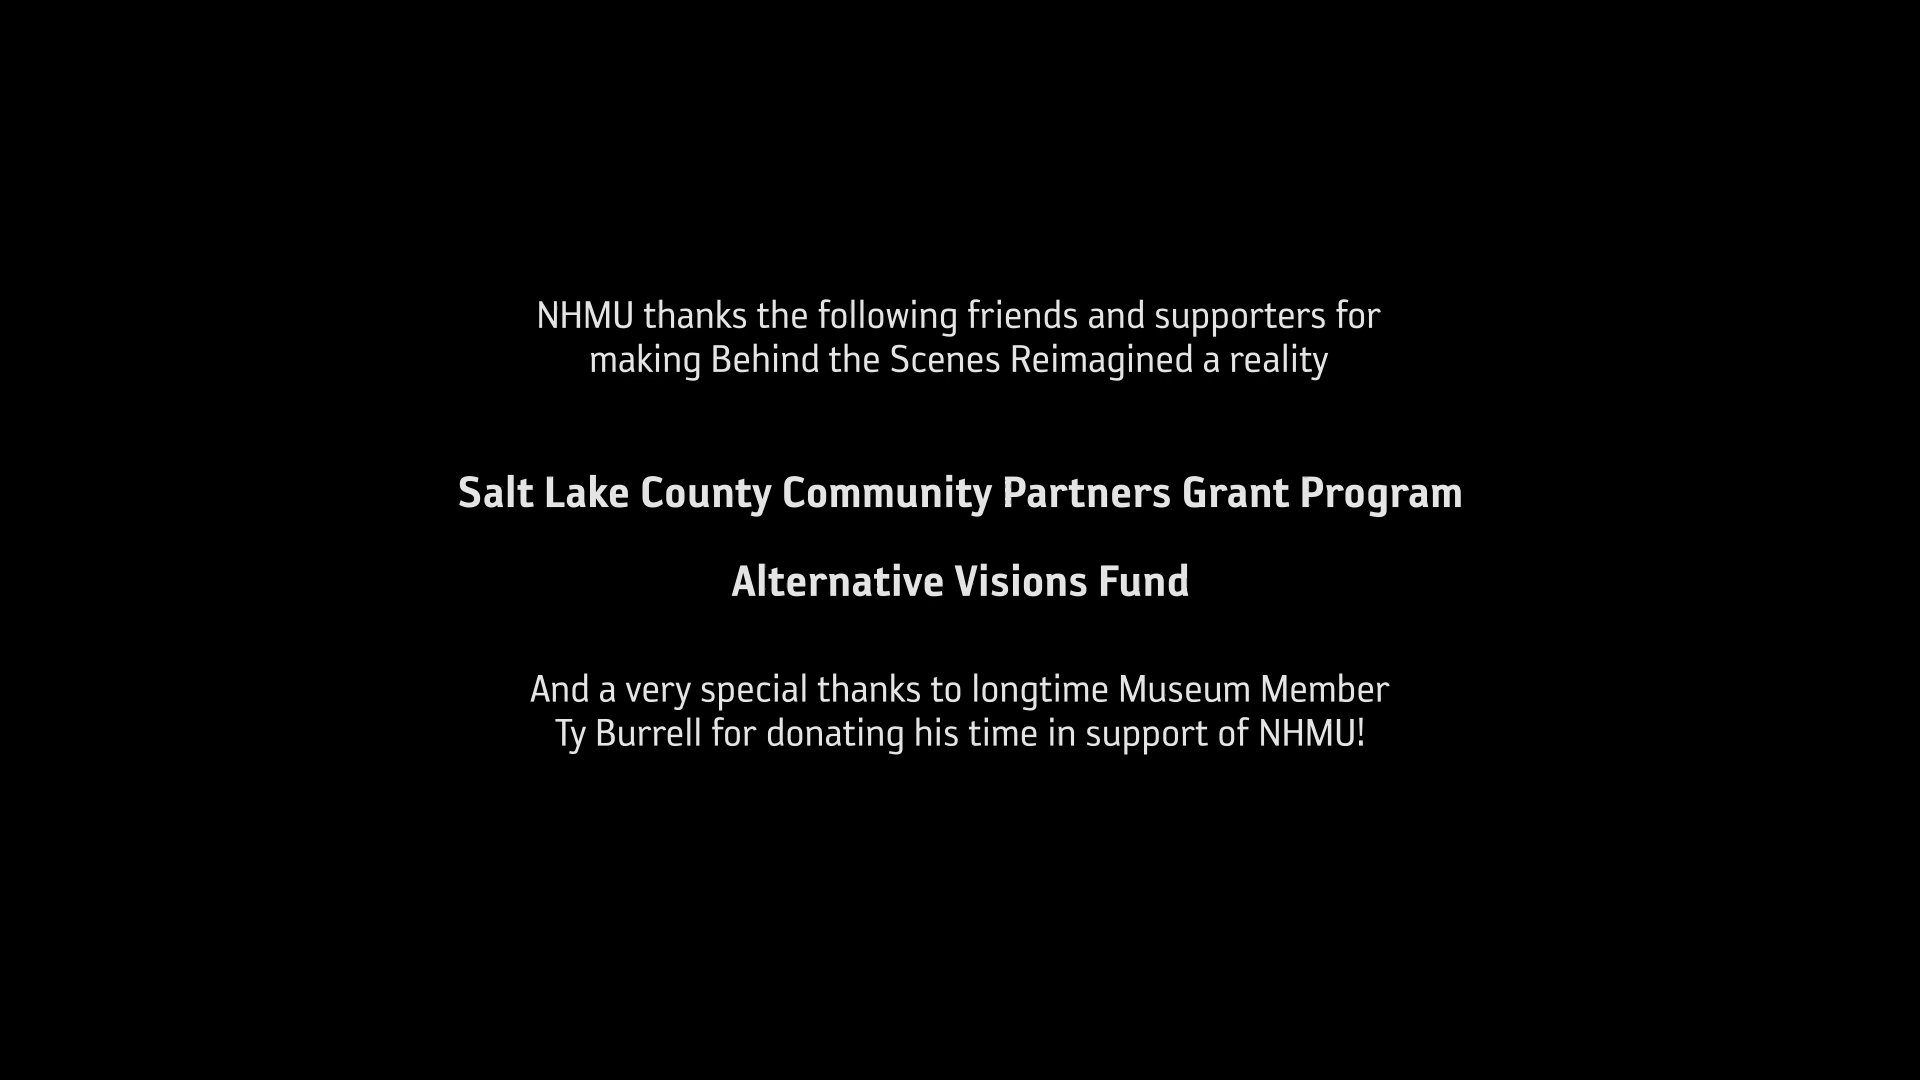 NHMU thanks the following friends and supporters for
making Behind the Scenes Reimagined a reality
Salt Lake County Community Partners Grant Program
Alternative Visions Fund
And a very special thanks to longtime Museum Member
Ty Burrell for donating his time in support of NHMU!